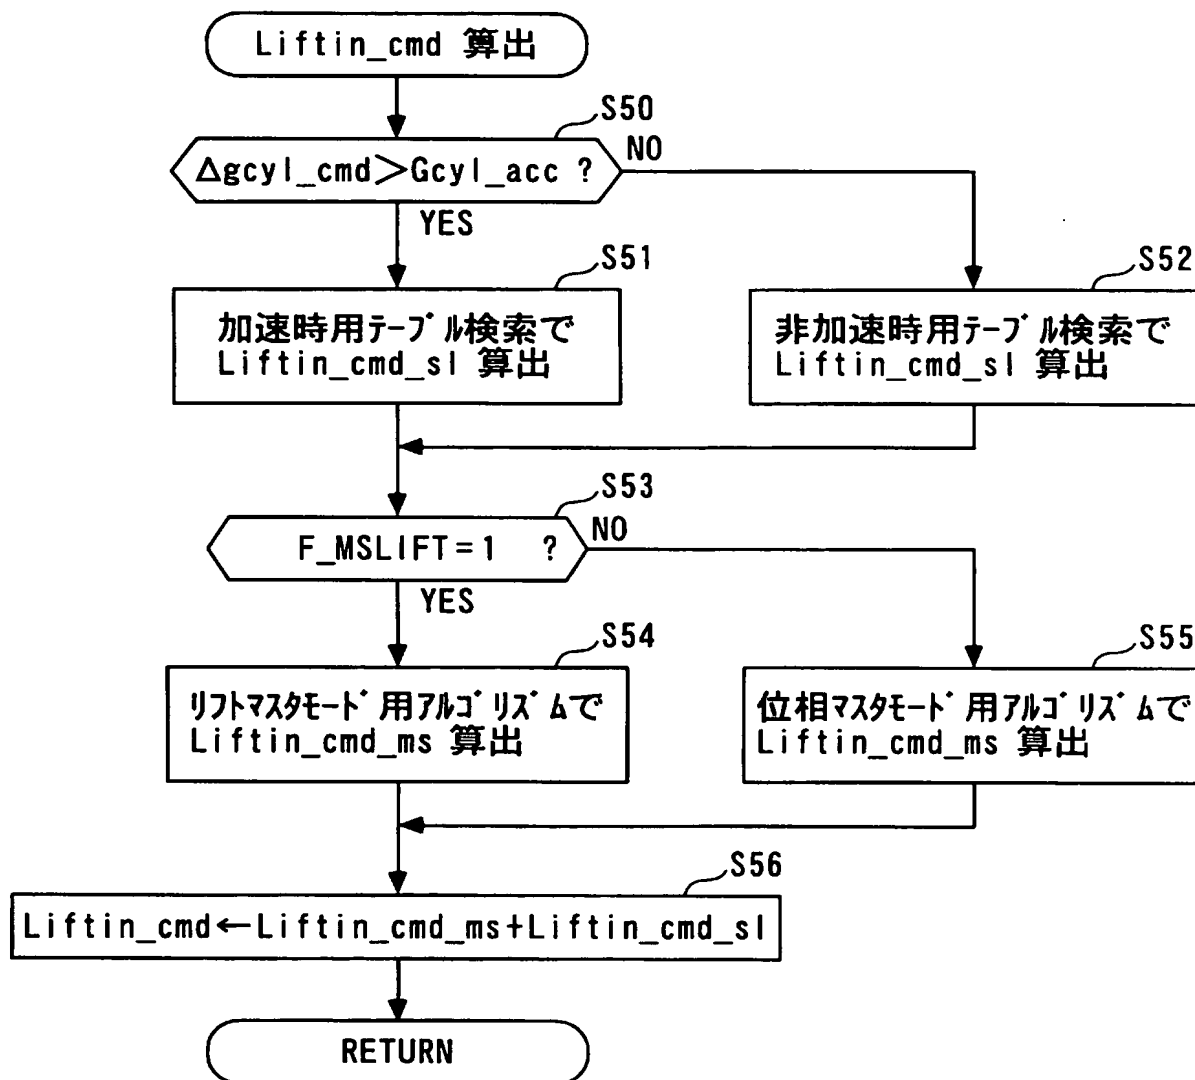 Liftin_cmd 算出
S50
Δgcyl_cmd＞Gcyl_acc ?
NO
YES
S51
加速時用ﾃｰﾌﾞﾙ検索で
Liftin_cmd_sl 算出
S52
非加速時用ﾃｰﾌﾞﾙ検索で
Liftin_cmd_sl 算出
S53
F_MSLIFT=1 ?
NO
YES
S54
ﾘﾌﾄﾏｽﾀﾓｰﾄﾞ用ｱﾙｺﾞﾘｽﾞﾑで
Liftin_cmd_ms 算出
S55
位相ﾏｽﾀﾓｰﾄﾞ用ｱﾙｺﾞﾘｽﾞﾑで
Liftin_cmd_ms 算出
S56
Liftin_cmd←Liftin_cmd_ms+Liftin_cmd_sl
RETURN